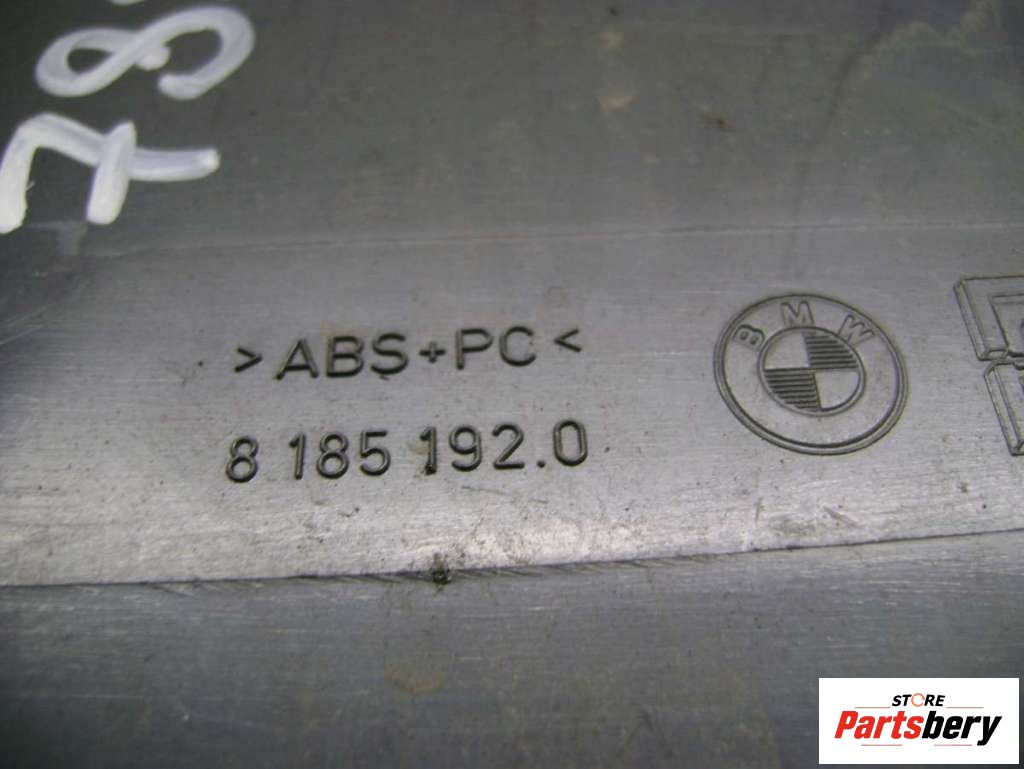 >ABS+PC<
8 185 192.0
BMW
STORE
Partsbery